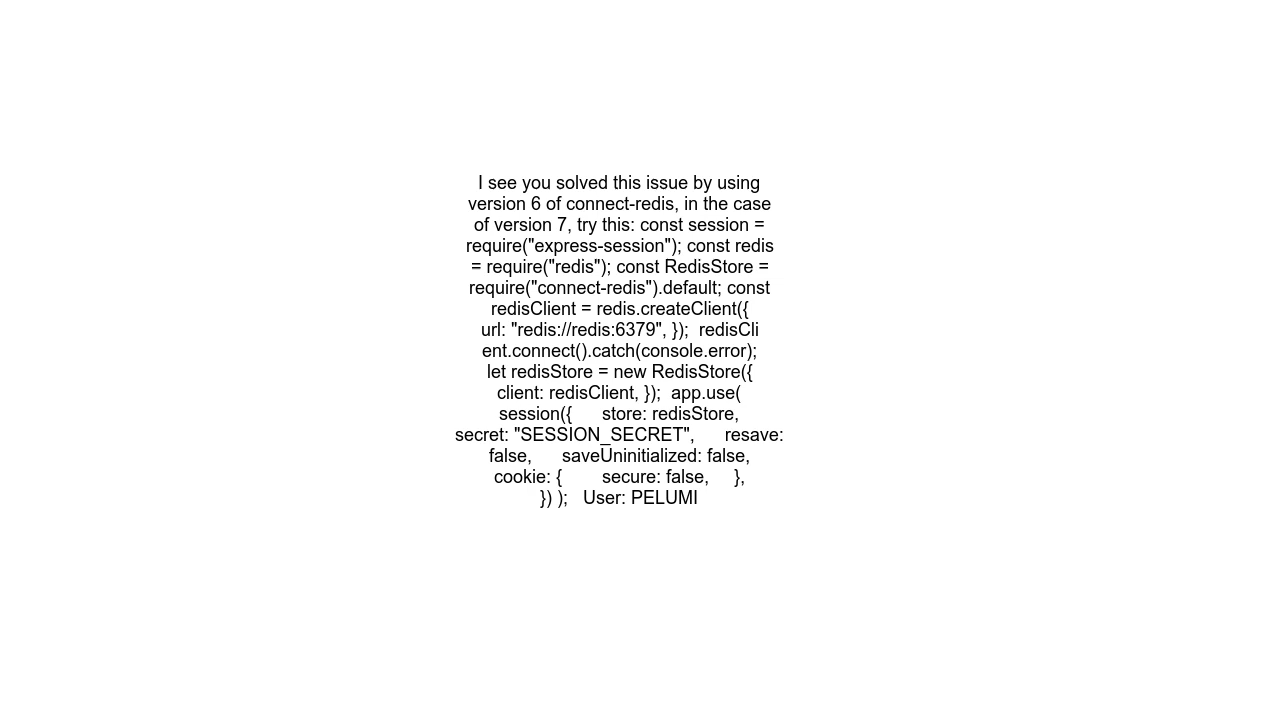 I see you solved this issue by using
version 6 of connect-redis, in the case
of version 7, try this: const session =
require("express-session"); const redis
= require("redis"); const RedisStore =
require("connect-redis").default; const
redisClient = redis.createClient({
url: "redis://redis:6379", });  redisCli
ent.connect().catch(console.error);
let redisStore = new RedisStore({
client: redisClient, });  app.use(
session({      store: redisStore,
secret: "SESSION_SECRET",      resave:
false,      saveUninitialized: false,
cookie: {        secure: false,     },
}) );   User: PELUMI